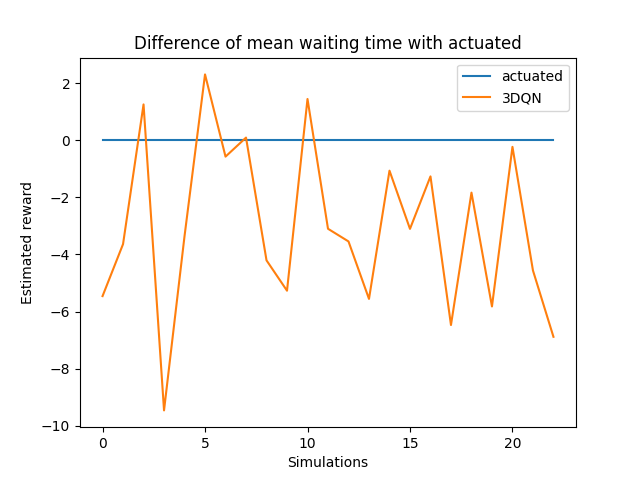 Difference of mean waiting time with actuated
actuated
3DQN
2
0
−2
−4
−6
−8
−10
Estimated reward
0 5 10 15 20
Simulations